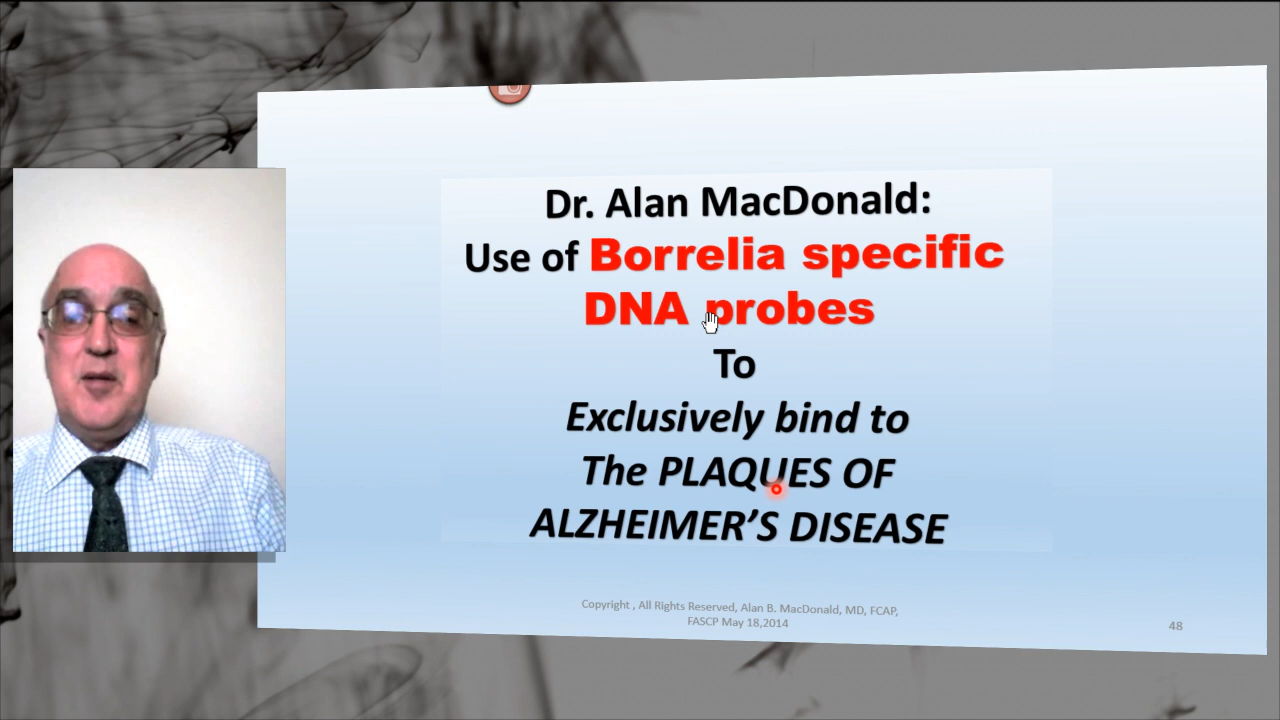 Dr. Alan MacDonald:
Use of Borrelia specific
DNA probes
To
Exclusively bind to
The PLAQUES OF
ALZHEIMER'S DISEASE
Copyright , All Rights Reserved, Alan B. MacDonald, MD, FCAP,
FASCP May 18,2014
48